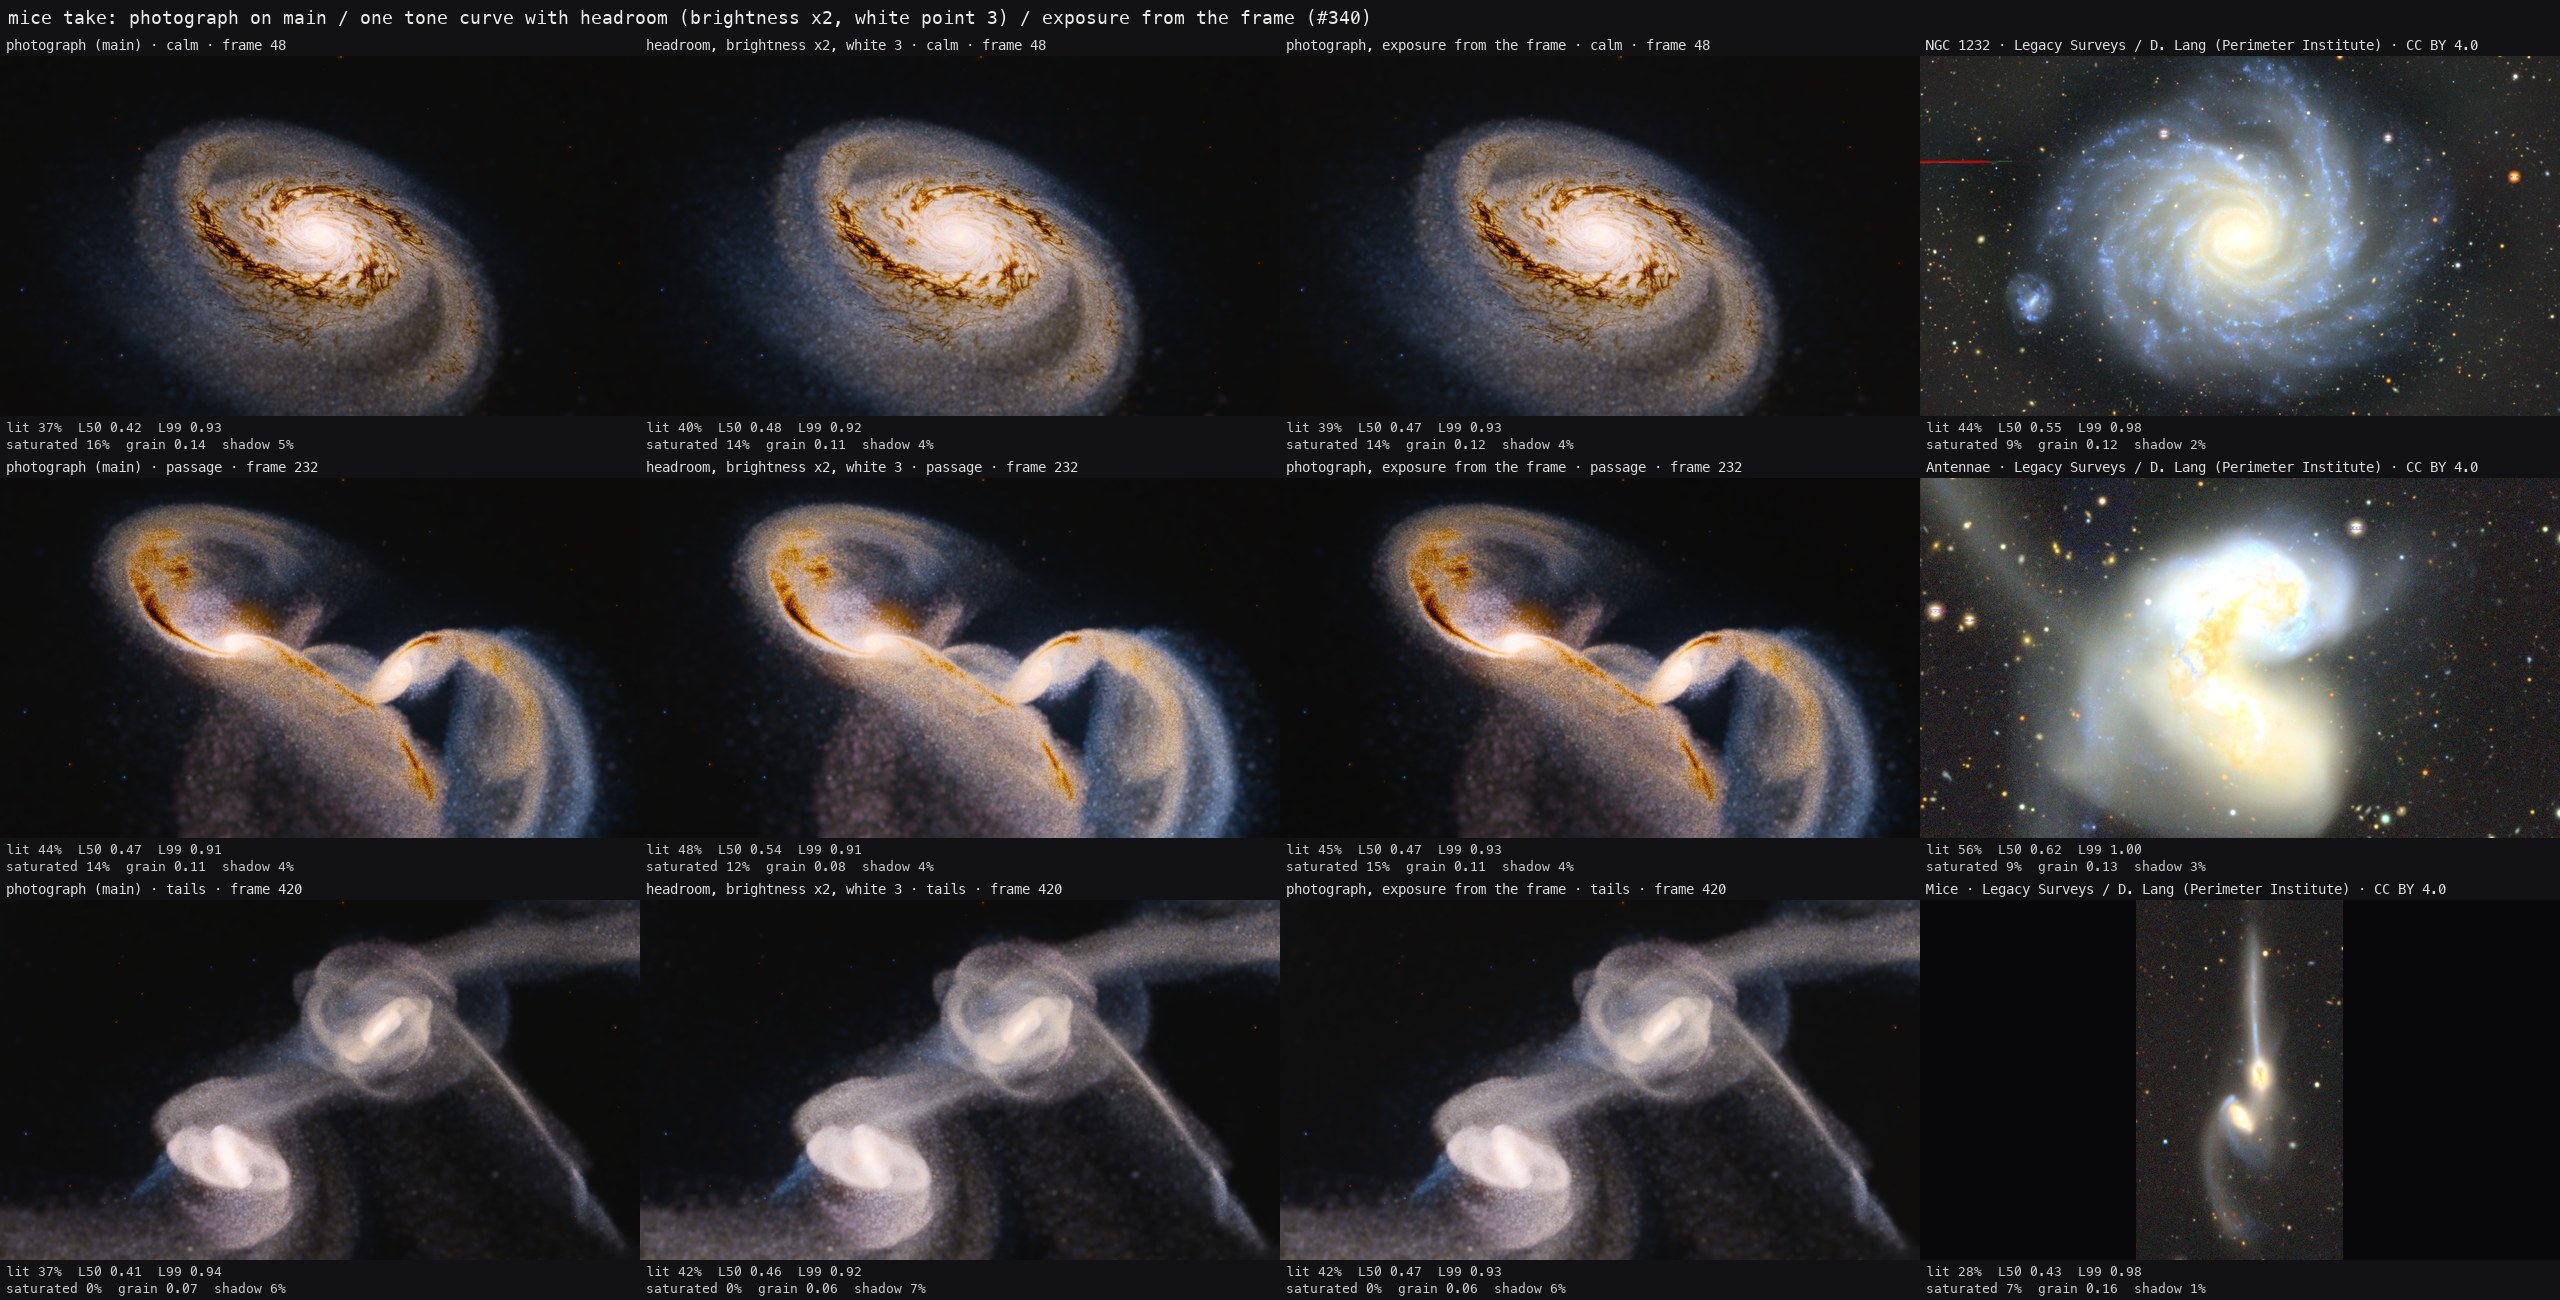 mice take: photograph on main / one tone curve with headroom (brightness x2, white point 3) / exposure from the frame (#340)
photograph (main) · calm · frame 48
headroom, brightness x2, white 3 · calm · frame 48
photograph, exposure from the frame · calm · frame 48
NGC 1232 · Legacy Surveys / D. Lang (Perimeter Institute) · CC BY 4.0
lit 37%  L50 0.42  L99 0.93
saturated 16%  grain 0.14  shadow 5%
lit 40%  L50 0.48  L99 0.92
saturated 14%  grain 0.11  shadow 4%
lit 39%  L50 0.47  L99 0.93
saturated 14%  grain 0.12  shadow 4%
lit 44%  L50 0.55  L99 0.98
saturated 9%  grain 0.12  shadow 2%
photograph (main) · passage · frame 232
headroom, brightness x2, white 3 · passage · frame 232
photograph, exposure from the frame · passage · frame 232
Antennae · Legacy Surveys / D. Lang (Perimeter Institute) · CC BY 4.0
lit 44%  L50 0.47  L99 0.91
saturated 14%  grain 0.11  shadow 4%
lit 48%  L50 0.54  L99 0.91
saturated 12%  grain 0.08  shadow 4%
lit 45%  L50 0.47  L99 0.93
saturated 15%  grain 0.11  shadow 4%
lit 56%  L50 0.62  L99 1.00
saturated 9%  grain 0.13  shadow 3%
photograph (main) · tails · frame 420
headroom, brightness x2, white 3 · tails · frame 420
photograph, exposure from the frame · tails · frame 420
Mice · Legacy Surveys / D. Lang (Perimeter Institute) · CC BY 4.0
lit 37%  L50 0.41  L99 0.94
saturated 0%  grain 0.07  shadow 6%
lit 42%  L50 0.46  L99 0.92
saturated 0%  grain 0.06  shadow 7%
lit 42%  L50 0.47  L99 0.93
saturated 0%  grain 0.06  shadow 6%
lit 28%  L50 0.43  L99 0.98
saturated 7%  grain 0.16  shadow 1%